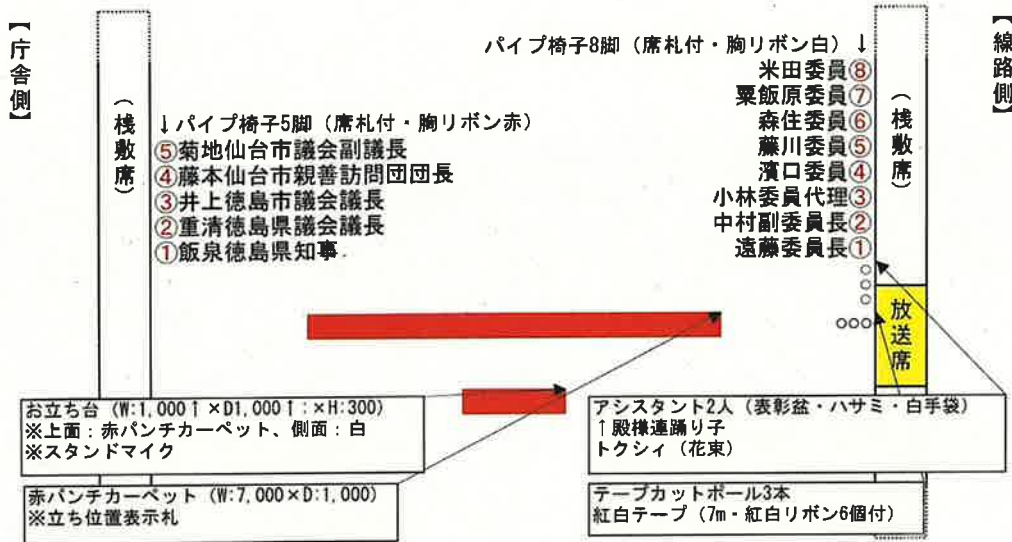 【庁舎側】
(桟敷席)
↓パイプ椅子5脚(席札付・胸リボン赤)
⑤菊地仙台市議会副議長
④藤本仙台市親善訪問団団長
③井上徳島市議会議長
②重清徳島県議会議長
①飯泉徳島県知事
パイプ椅子8脚(席札付・胸リボン白)↓
米田委員⑧
粟飯原委員⑦
森住委員⑥
藤川委員⑤
濱口委員④
小林委員代理③
中村副委員長②
遠藤委員長①
(桟敷席)
【線路側】
○
○
○
○○○
放送席
お立ち台(W:1,000↑×D1,000↑:×H:300)
※上面:赤パンチカーペット、側面:白
※スタンドマイク
赤パンチカーペット(W:7,000×D:1,000)
※立ち位置表示札
アシスタント2人(表彰盆・ハサミ・白手袋)
↑殿様連踊り子
トクシィ(花束)
テープカットポール3本
紅白テープ(7m・紅白リボン6個付)